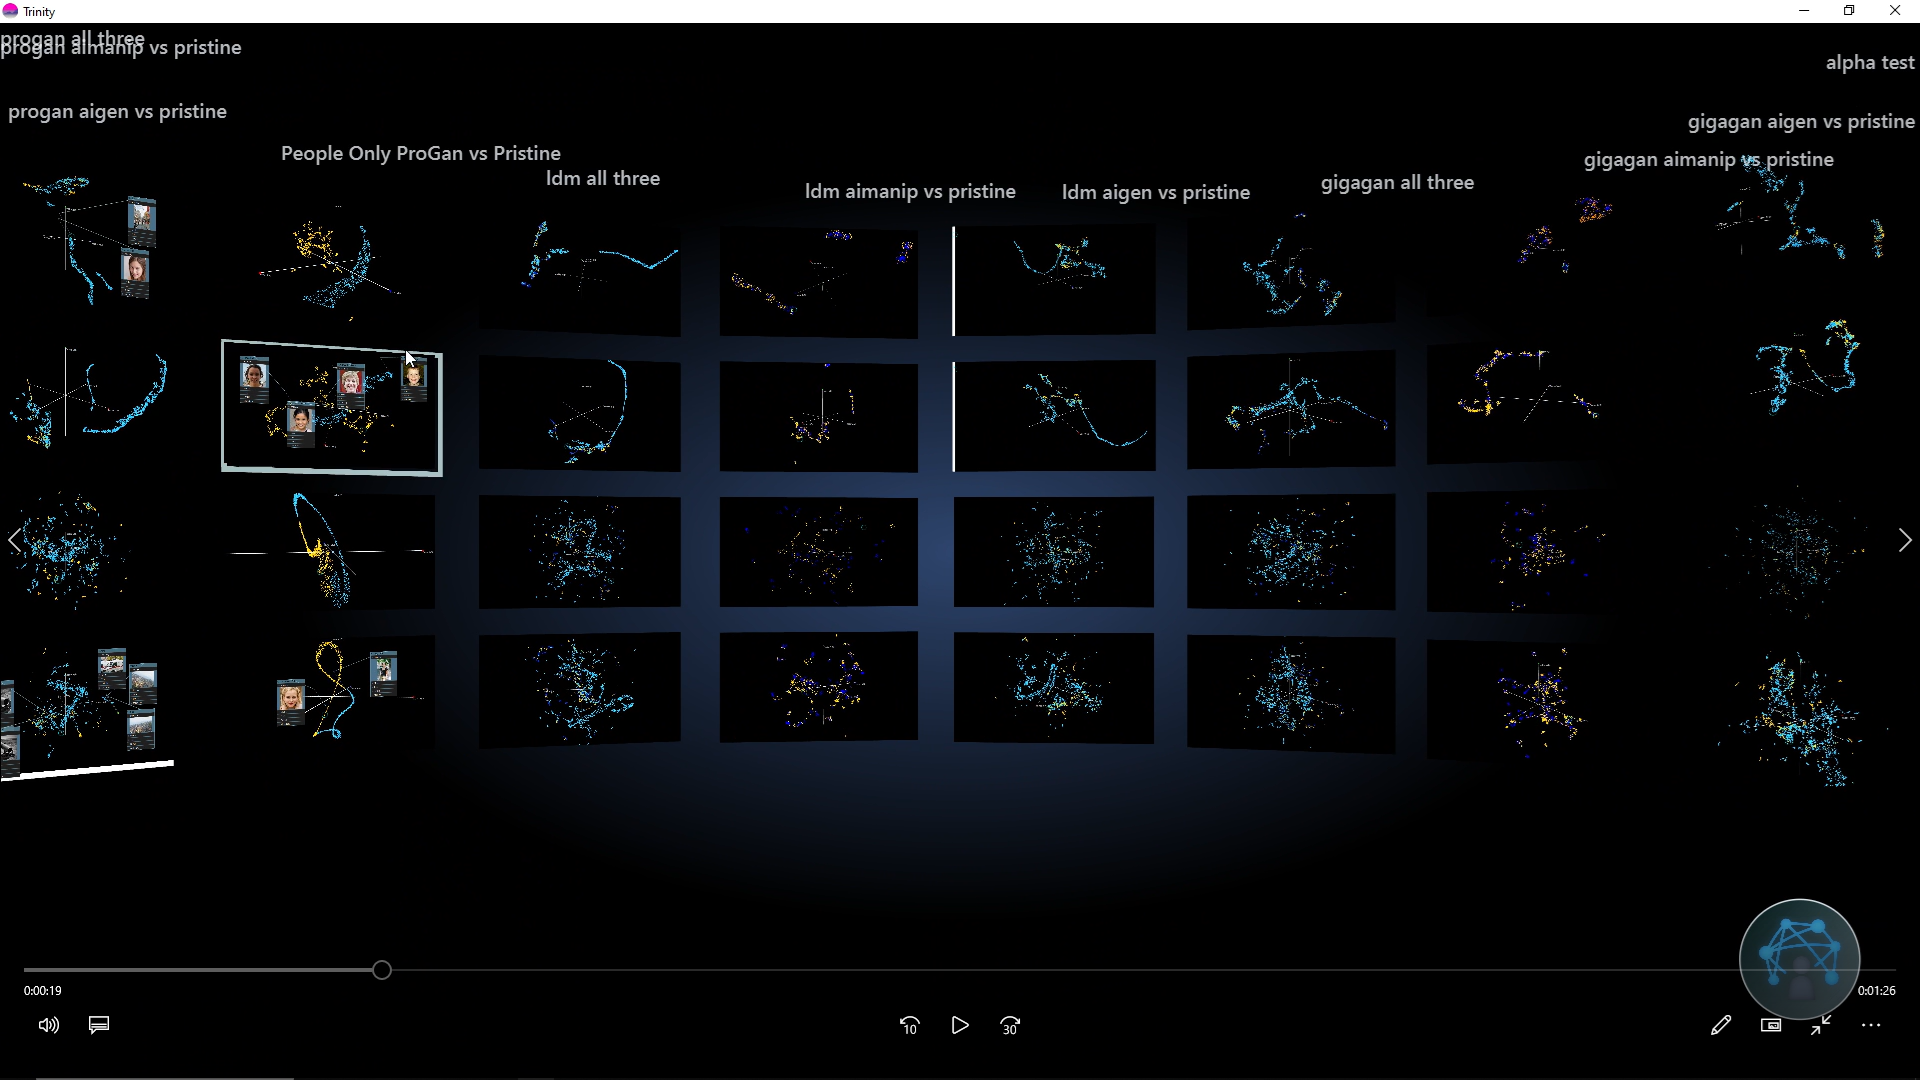 Trinity
progan all three
progan aimanip vs pristine
alpha test
progan aigen vs pristine
gigagan aigen vs pristine
People Only ProGan vs Pristine
gigagan aimanip vs pristine
ldm all three
gigagan all three
ldm aimanip vs pristine
ldm aigen vs pristine
0:00:19
0:01:26
10
30